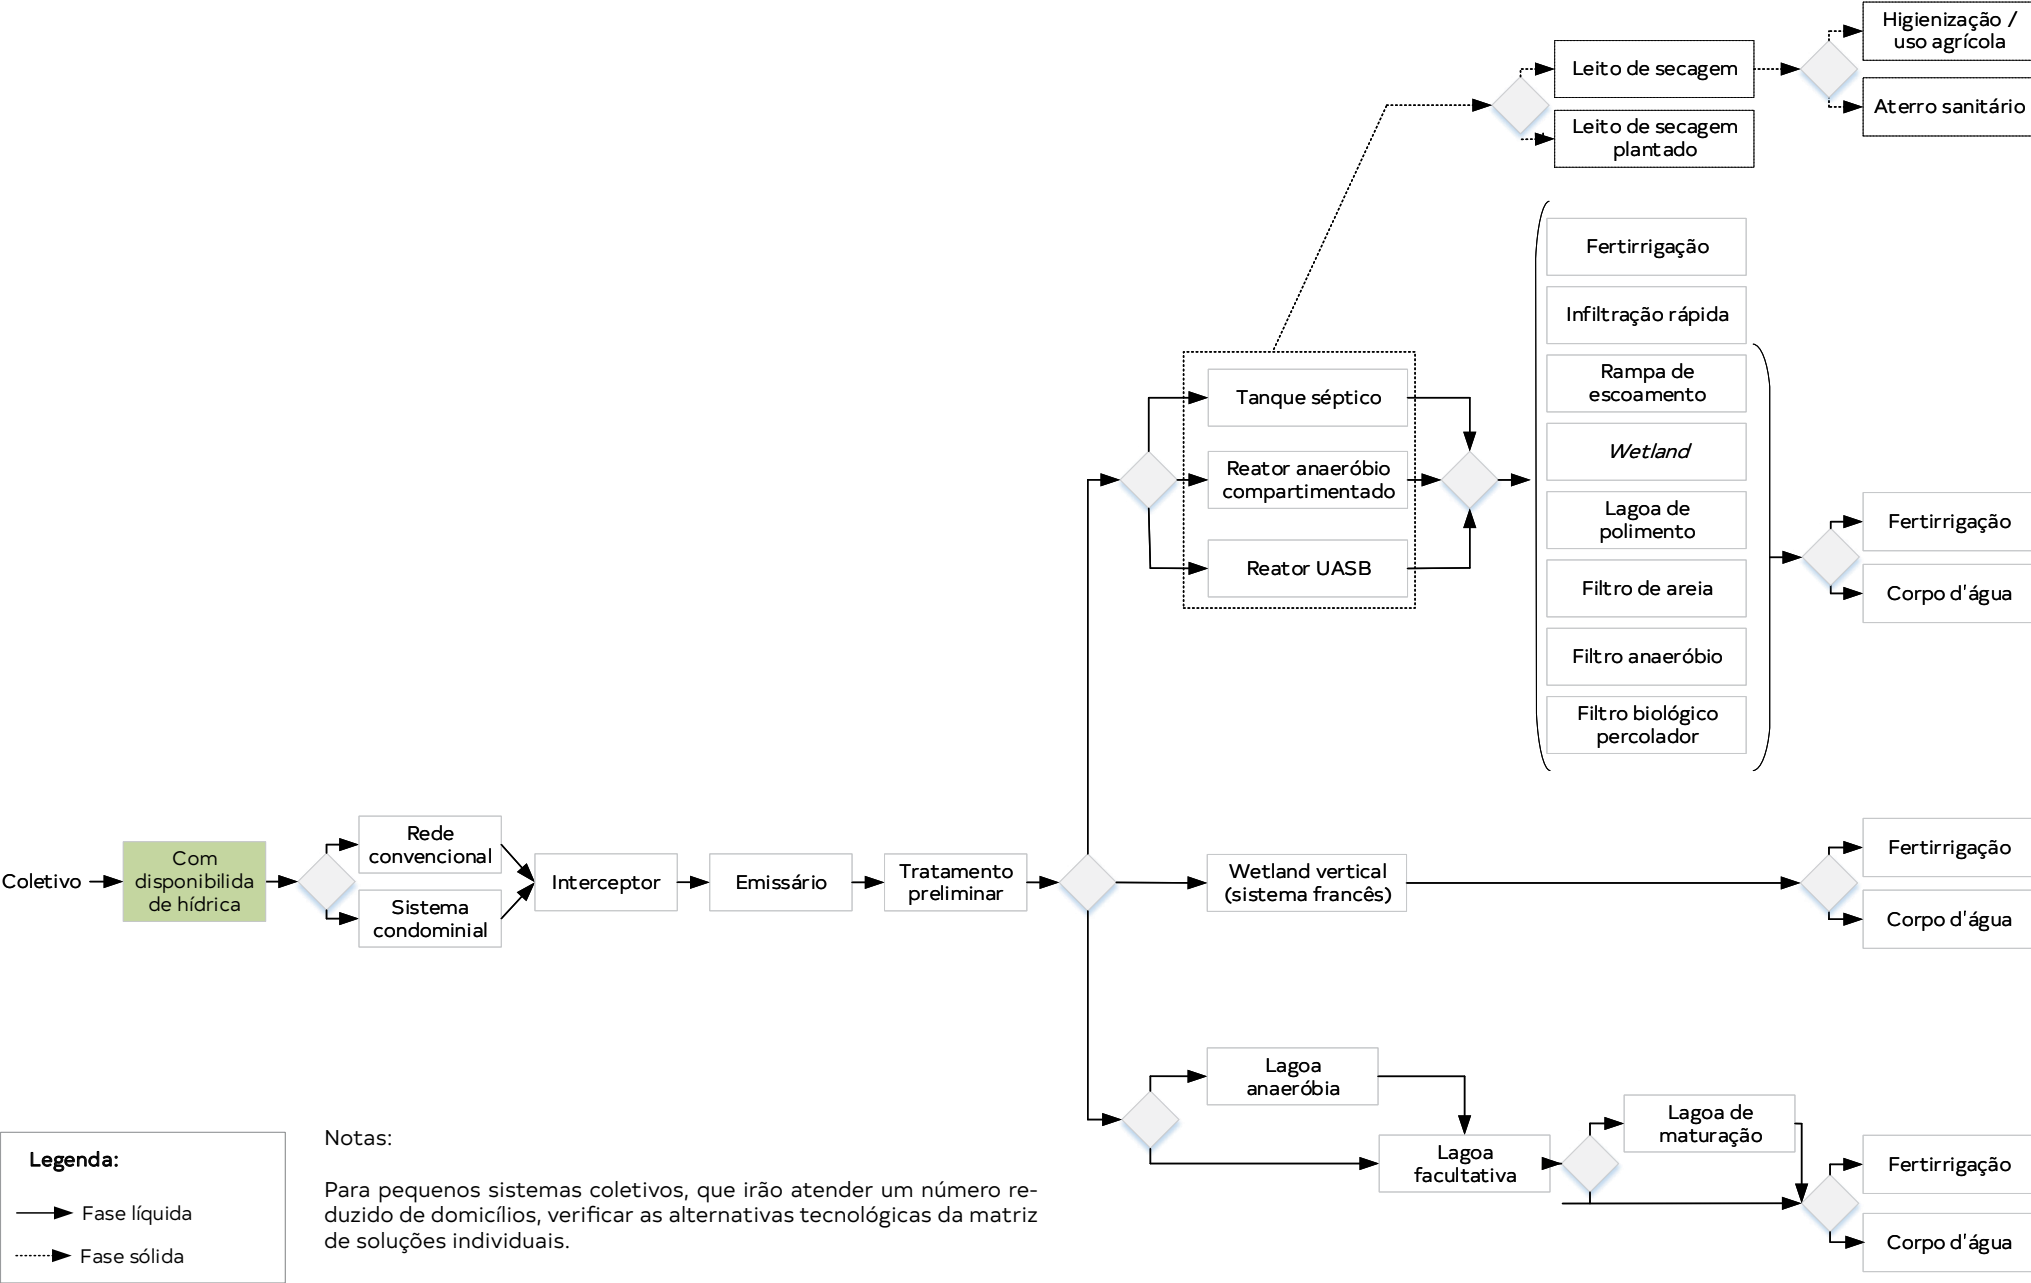 Higienização /
uso agrícola
Leito de secagem
Aterro sanitário
Leito de secagem
plantado
Fertirrigação
Infiltração rápida
Rampa de
escoamento
Tanque séptico
Wetland
Reator anaeróbio
compartimentado
Lagoa de
polimento
Fertirrigação
Reator UASB
Filtro de areia
Corpo d'água
Filtro anaeróbio
Filtro biológico
percolador
Coletivo
Com
disponibilida
de hídrica
Rede
convencional
Sistema
condominial
Interceptor
Emissário
Tratamento
preliminar
Wetland vertical
(sistema francês)
Fertirrigação
Corpo d'água
Lagoa
anaeróbia
Lagoa
facultativa
Lagoa de
maturação
Fertirrigação
Corpo d'água
Legenda:
Fase líquida
Fase sólida
Notas:
Para pequenos sistemas coletivos, que irão atender um número re-
duzido de domicílios, verificar as alternativas tecnológicas da matriz
de soluções individuais.